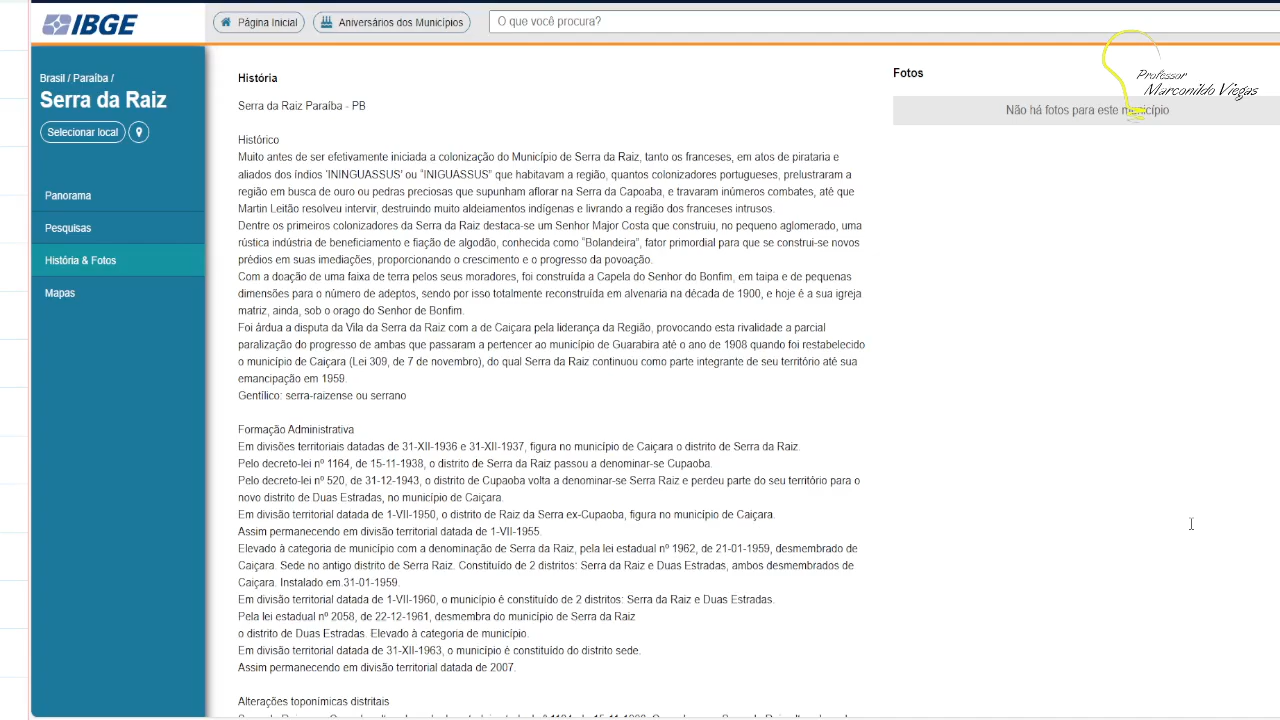 IBGE
Página Inicial
Aniversários dos Municípios
O que você procura?
Brasil / Paraíba /
Serra da Raiz
Selecionar local
Panorama
Pesquisas
História & Fotos
Mapas
História
Serra da Raiz Paraíba - PB
Histórico
Muito antes de ser efetivamente iniciada a colonização do Município de Serra da Raiz, tanto os franceses, em atos de pirataria e
aliados dos índios 'ININGUASSUS' ou "INIGUASSUS" que habitavam a região, quantos colonizadores portugueses, prelustraram a
região em busca de ouro ou pedras preciosas que supunham aflorar na Serra da Capoaba, e travaram inúmeros combates, até que
Martin Leitão resolveu intervir, destruindo muito aldeiamentos indígenas e livrando a região dos franceses intrusos.
Dentre os primeiros colonizadores da Serra da Raiz destaca-se um Senhor Major Costa que construiu, no pequeno aglomerado, uma
rústica indústria de beneficiamento e fiação de algodão, conhecida como "Bolandeira", fator primordial para que se construi-se novos
prédios em suas imediações, proporcionando o crescimento e o progresso da povoação.
Com a doação de uma faixa de terra pelos seus moradores, foi construída a Capela do Senhor do Bonfim, em taipa e de pequenas
dimensões para o número de adeptos, sendo por isso totalmente reconstruída em alvenaria na década de 1900, e hoje é a sua igreja
matriz, ainda, sob o orago do Senhor de Bonfim.
Foi árdua a disputa da Vila da Serra da Raiz com a de Caiçara pela liderança da Região, provocando esta rivalidade a parcial
paralização do progresso de ambas que passaram a pertencer ao município de Guarabira até o ano de 1908 quando foi restabelecido
o município de Caiçara (Lei 309, de 7 de novembro), do qual Serra da Raiz continuou como parte integrante de seu território até sua
emancipação em 1959.
Gentílico: serra-raizense ou serrano
Formação Administrativa
Em divisões territoriais datadas de 31-XII-1936 e 31-XII-1937, figura no município de Caiçara o distrito de Serra da Raiz.
Pelo decreto-lei nº 1164, de 15-11-1938, o distrito de Serra da Raiz passou a denominar-se Cupaoba.
Pelo decreto-lei nº 520, de 31-12-1943, o distrito de Cupaoba volta a denominar-se Serra da Raiz e perdeu parte do seu território para o
novo distrito de Duas Estradas, no município de Caiçara.
Em divisão territorial datada de 1-VII-1950, o distrito de Raiz da Serra ex-Cupaoba, figura no município de Caiçara.
Assim permanecendo em divisão territorial datada de 1-VII-1955.
Elevado à categoria de município com a denominação de Serra da Raiz, pela lei estadual nº 1962, de 21-01-1959, desmembrado de
Caiçara. Sede no antigo distrito de Serra Raiz. Constituído de 2 distritos: Serra da Raiz e Duas Estradas, ambos desmembrados de
Caiçara. Instalado em 31-01-1959.
Em divisão territorial datada de 1-VII-1960, o município é constituído de 2 distritos: Serra da Raiz e Duas Estradas.
Pela lei estadual nº 2058, de 22-12-1961, desmembra do município de Serra da Raiz
o distrito de Duas Estradas. Elevado à categoria de município.
Em divisão territorial datada de 31-XII-1963, o município é constituído do distrito sede.
Assim permanecendo em divisão territorial datada de 2007.
Alterações toponímicas distritais
Fotos
Não há fotos para este município
Professor
Marconildo Viegas